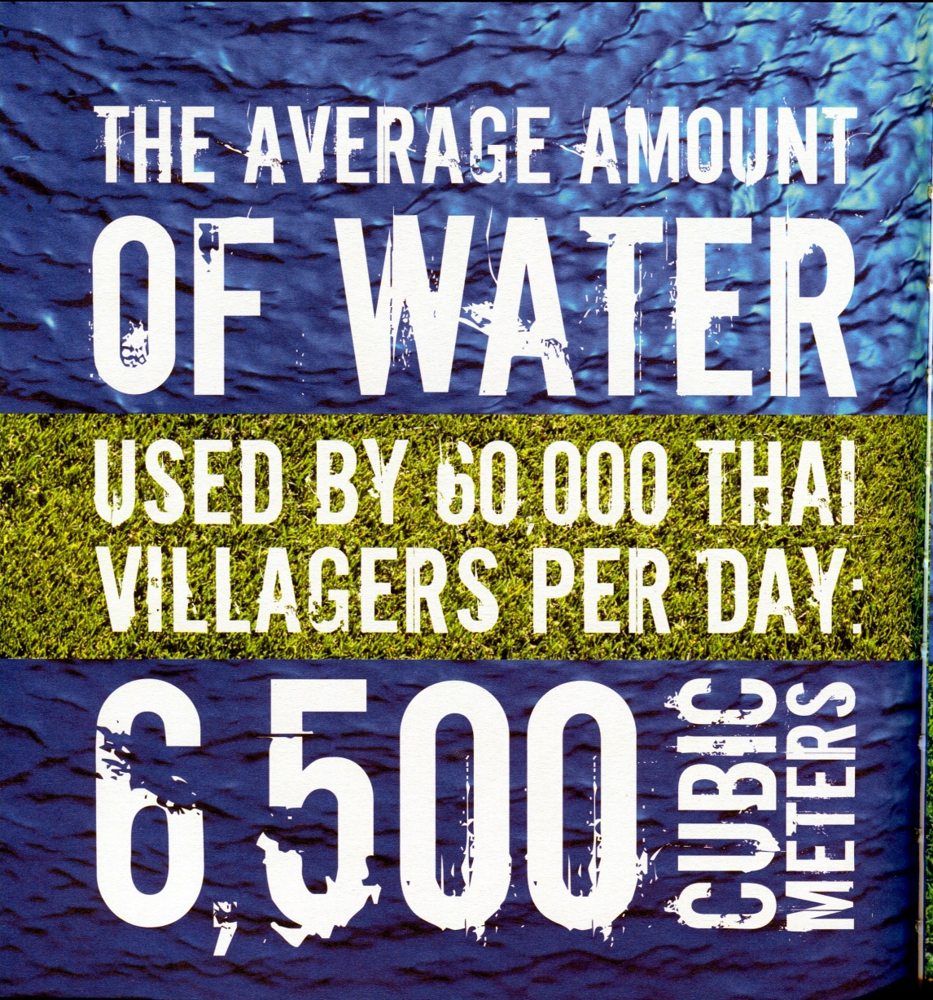 THE AVERAGE AMOUNT
OF WATER
USED BY 60,000 THAI
VILLAGERS PER DAY:
6,500 CUBIC
METERS